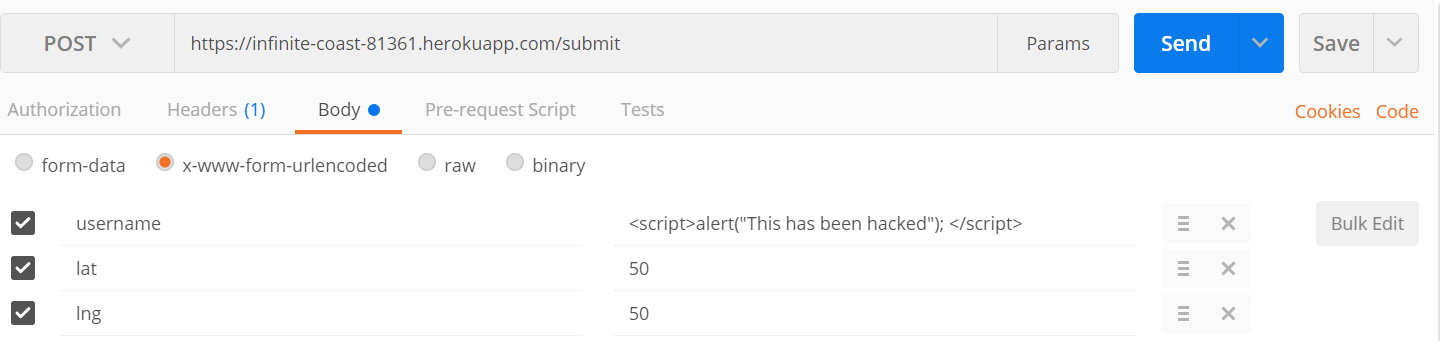 POST https://infinite-coast-81361.herokuapp.com/submit Params Send Save
Authorization Headers (1) Body Pre-request Script Tests Cookies Code
form-data x-www-form-urlencoded raw binary
username <script>alert("This has been hacked"); </script> Bulk Edit
lat 50
lng 50